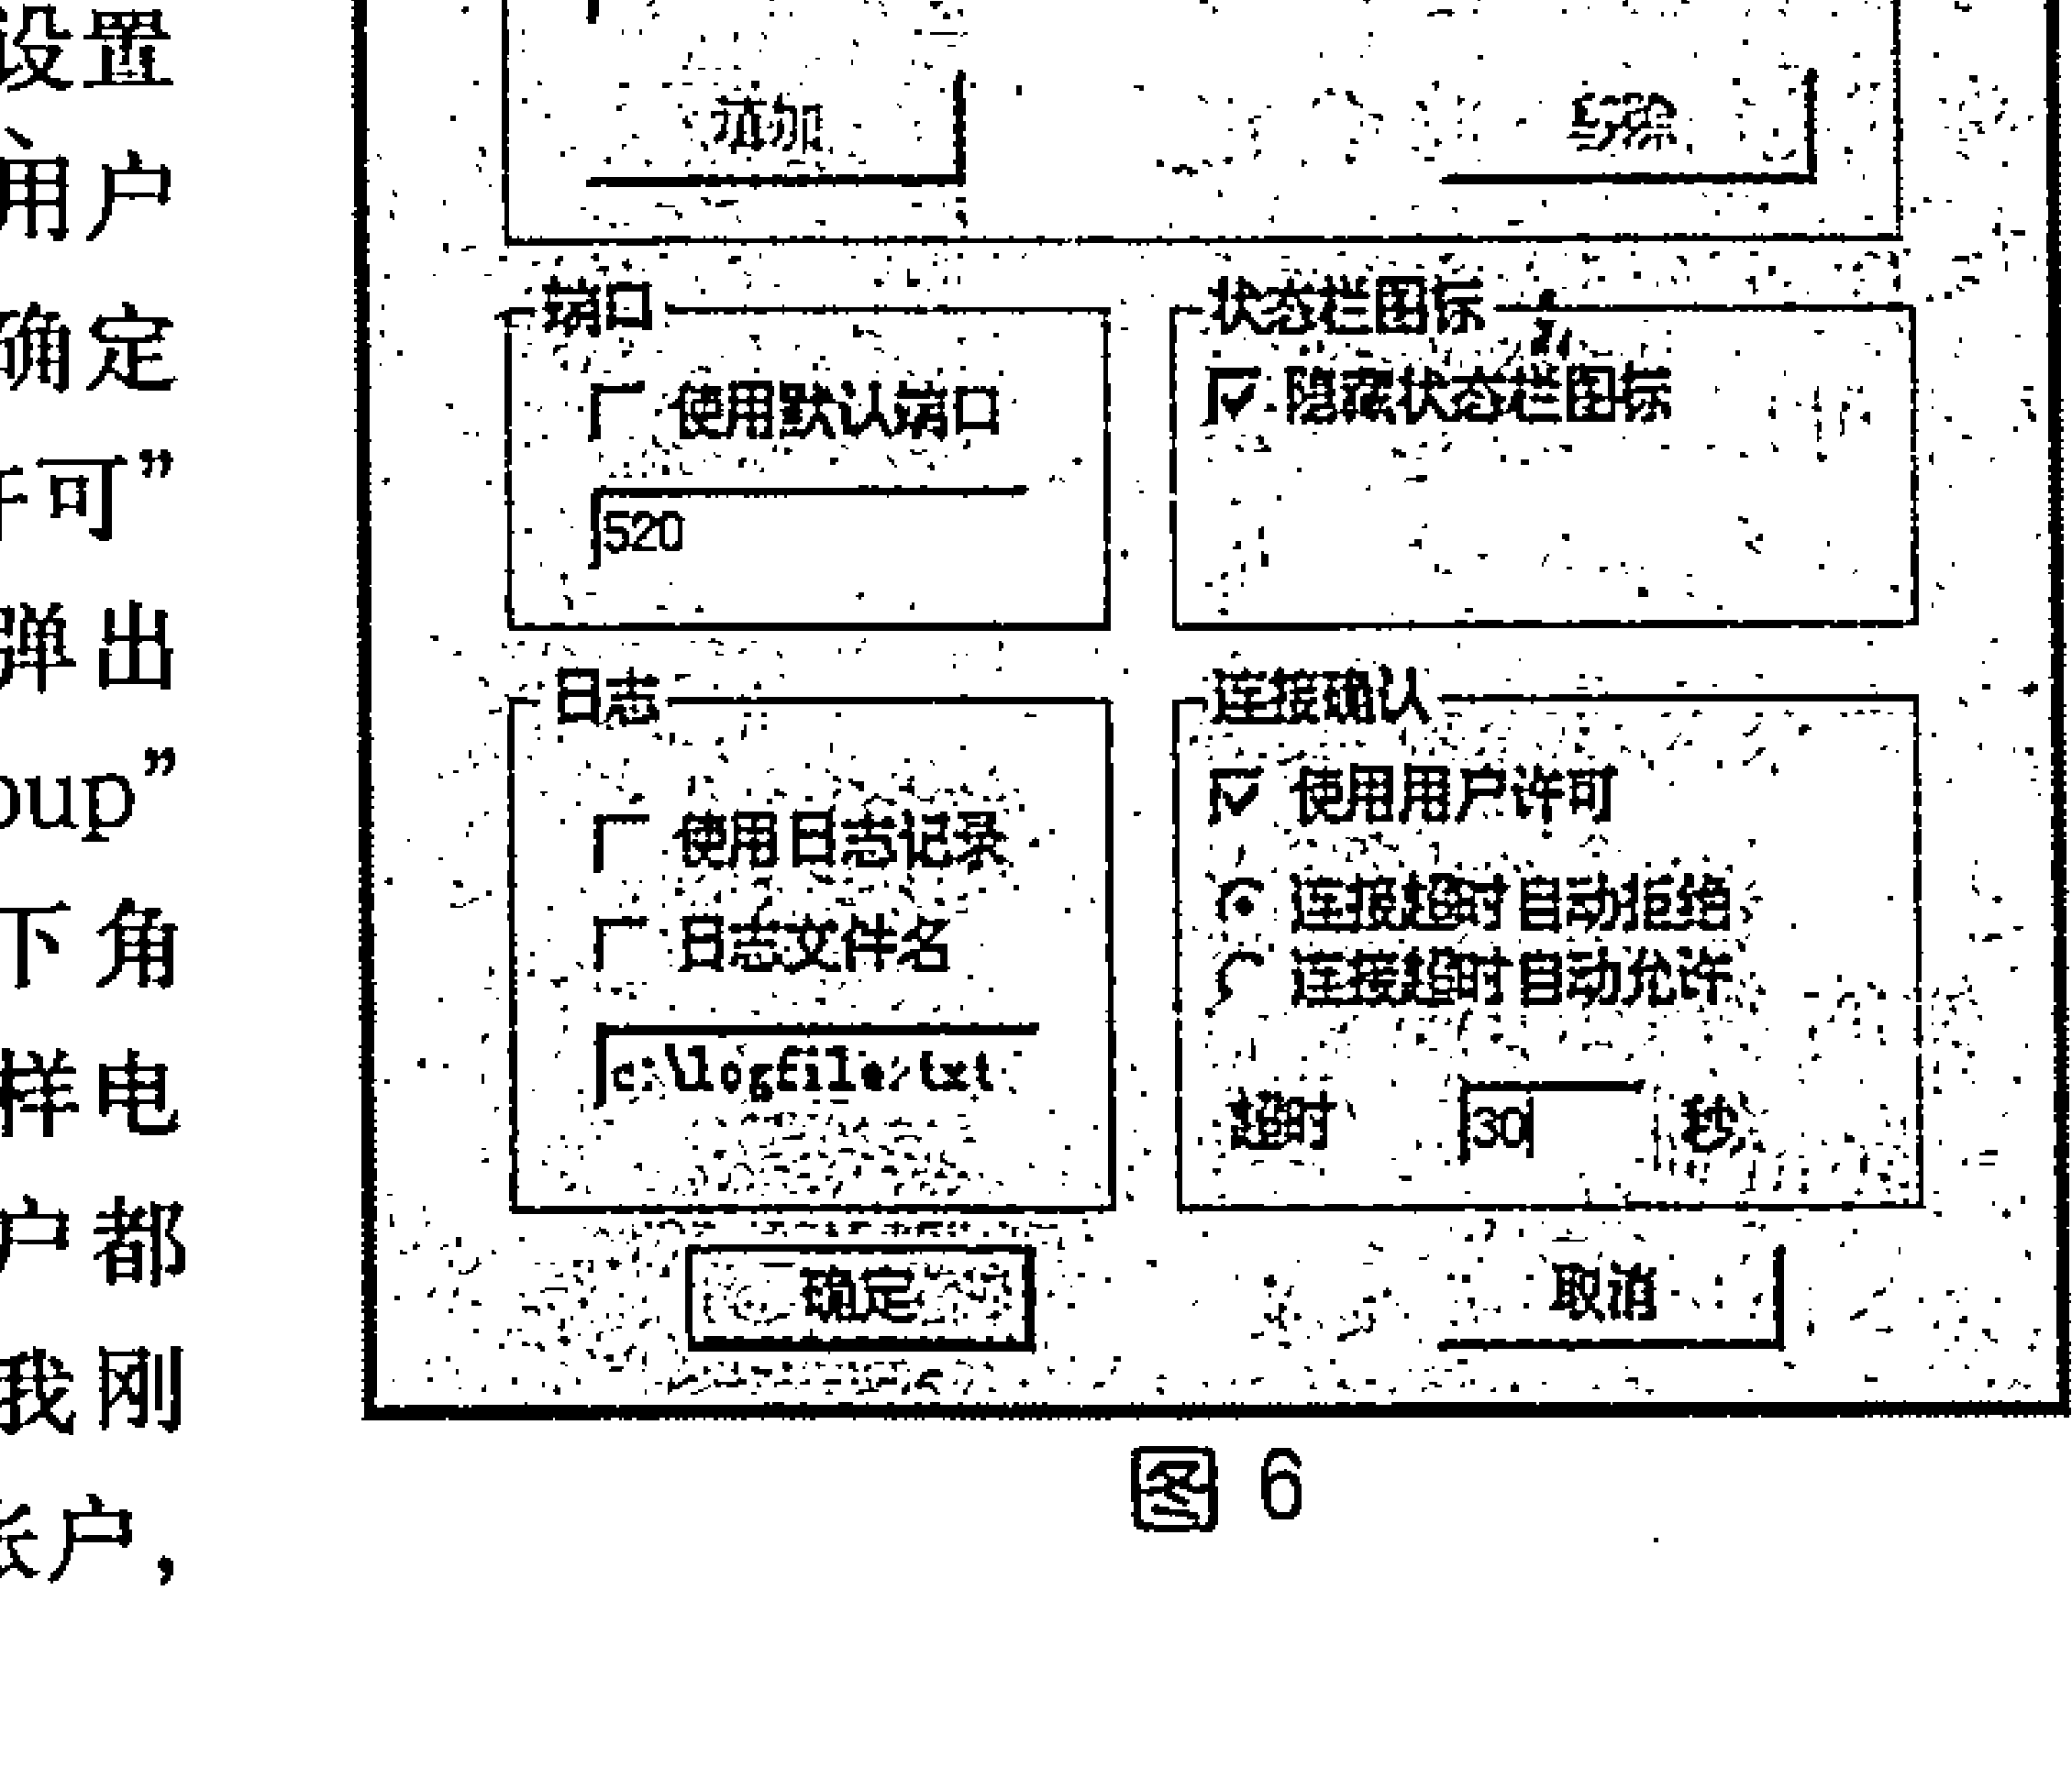 设置
用户
确定
许可”
弹出
oup”
下角
样电
户都
我刚
账户,
添加
端口
使用默认端口
520
状态栏图标
隐藏状态栏图标
日志
使用日志记录
日志文件名
c:\logfile.txt
连接确认
使用用户许可
连接超时自动拒绝
连接超时自动允许
超时 30 秒
确定 取消
图 6